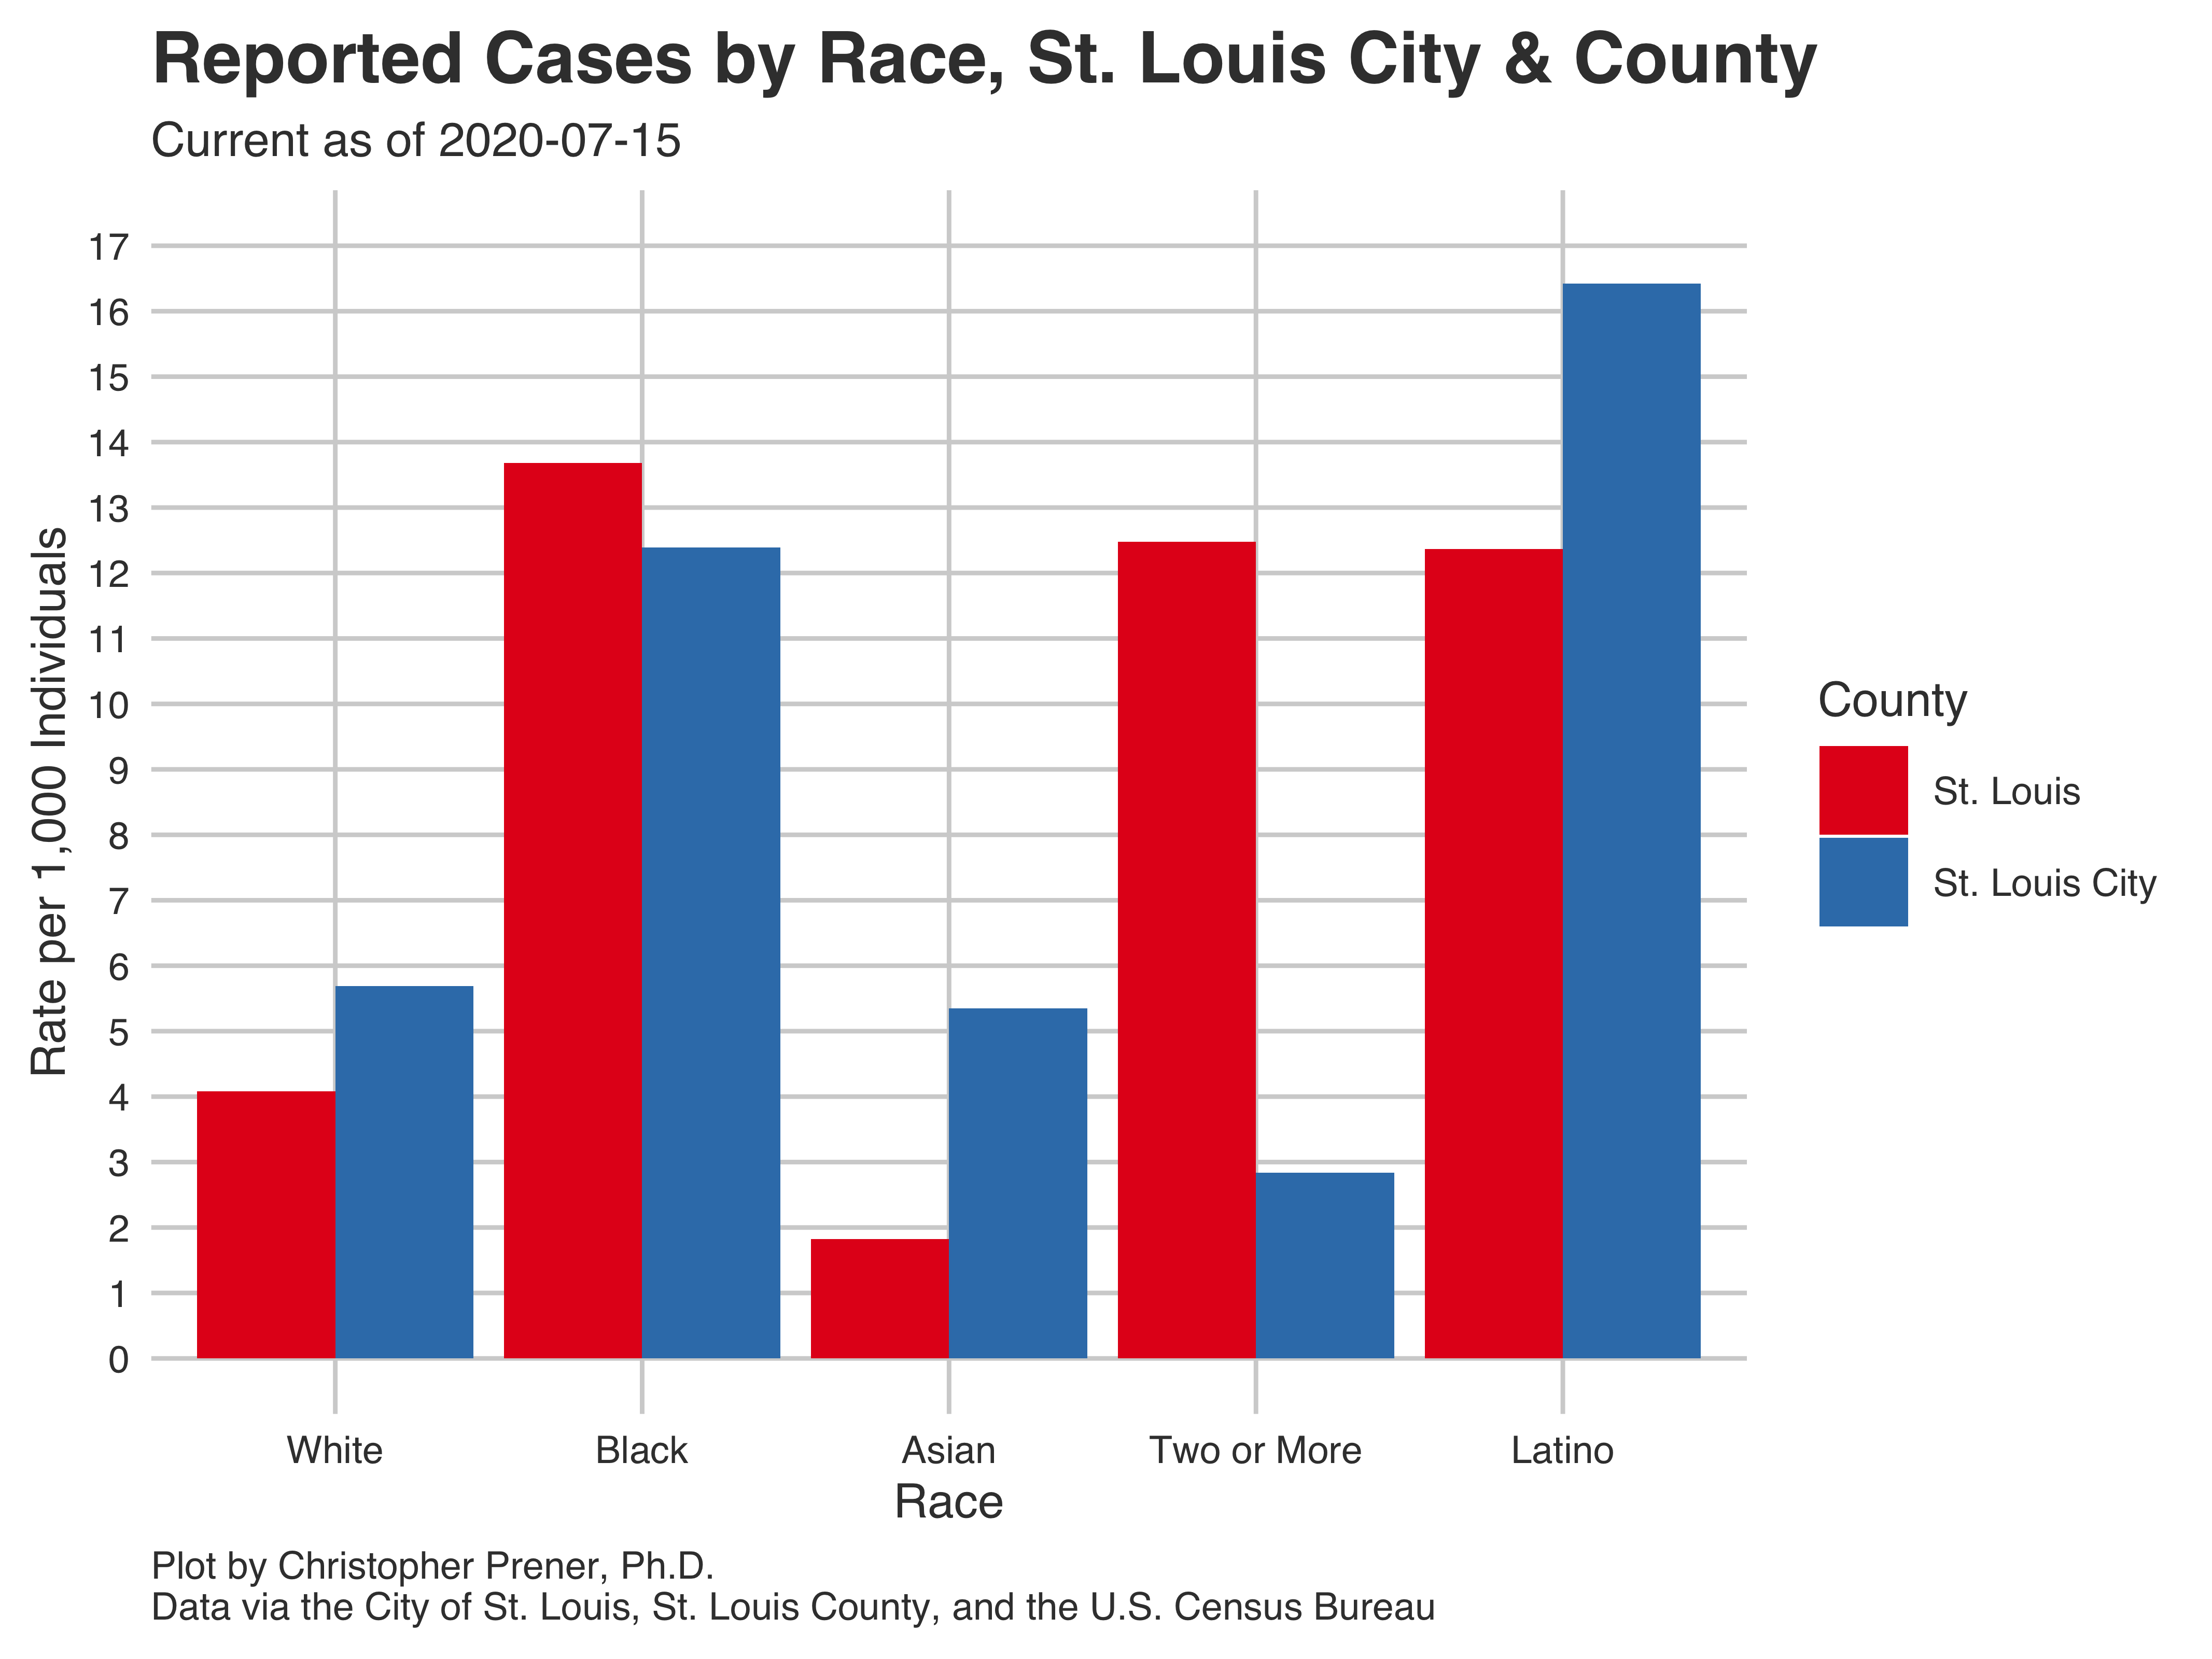 Reported Cases by Race, St. Louis City & County
Current as of 2020-07-15
17
16
15
14
13
12
11
10
9
8
7
6
5
4
3
2
1
0
Rate per 1,000 Individuals
White
Black
Asian
Two or More
Latino
Race
County
St. Louis
St. Louis City
Plot by Christopher Prener, Ph.D.
Data via the City of St. Louis, St. Louis County, and the U.S. Census Bureau